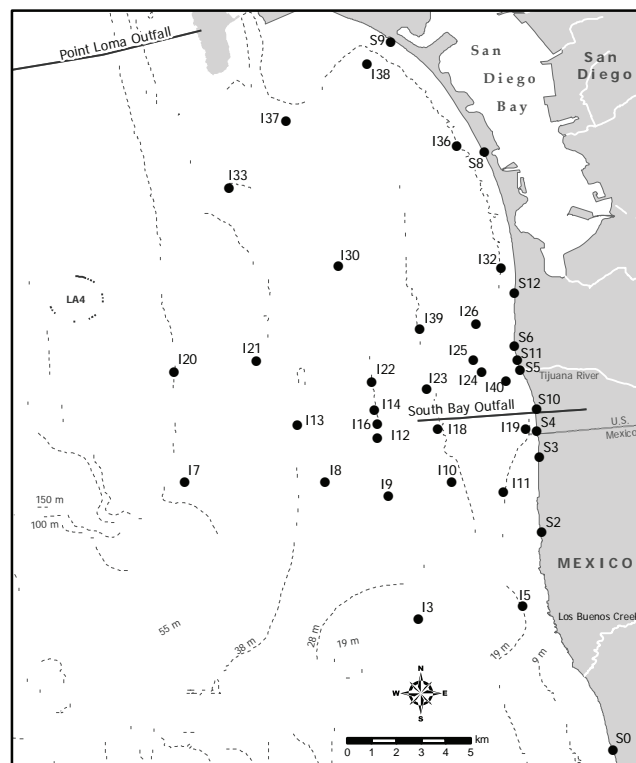 Point Loma Outfall
S9
San
Diego
Bay
San
Diego
I38
I37
I36
S8
I33
I30
I32
LA4
S12
I26
I39
S6
I21
I25
S11
I20
S5
I22
I24
I40
Tijuana River
I23
I14
South Bay Outfall
S10
I13
I16
I18
I19
S4
U.S.
Mexico
I12
S3
I7
I8
I10
I9
I11
150 m
100 m
S2
MEXICO
I3
I5
Los Buenos Creek
55 m
38 m
28 m
19 m
19 m
9 m
N
W
E
S
S0
km
0 1 2 3 4 5